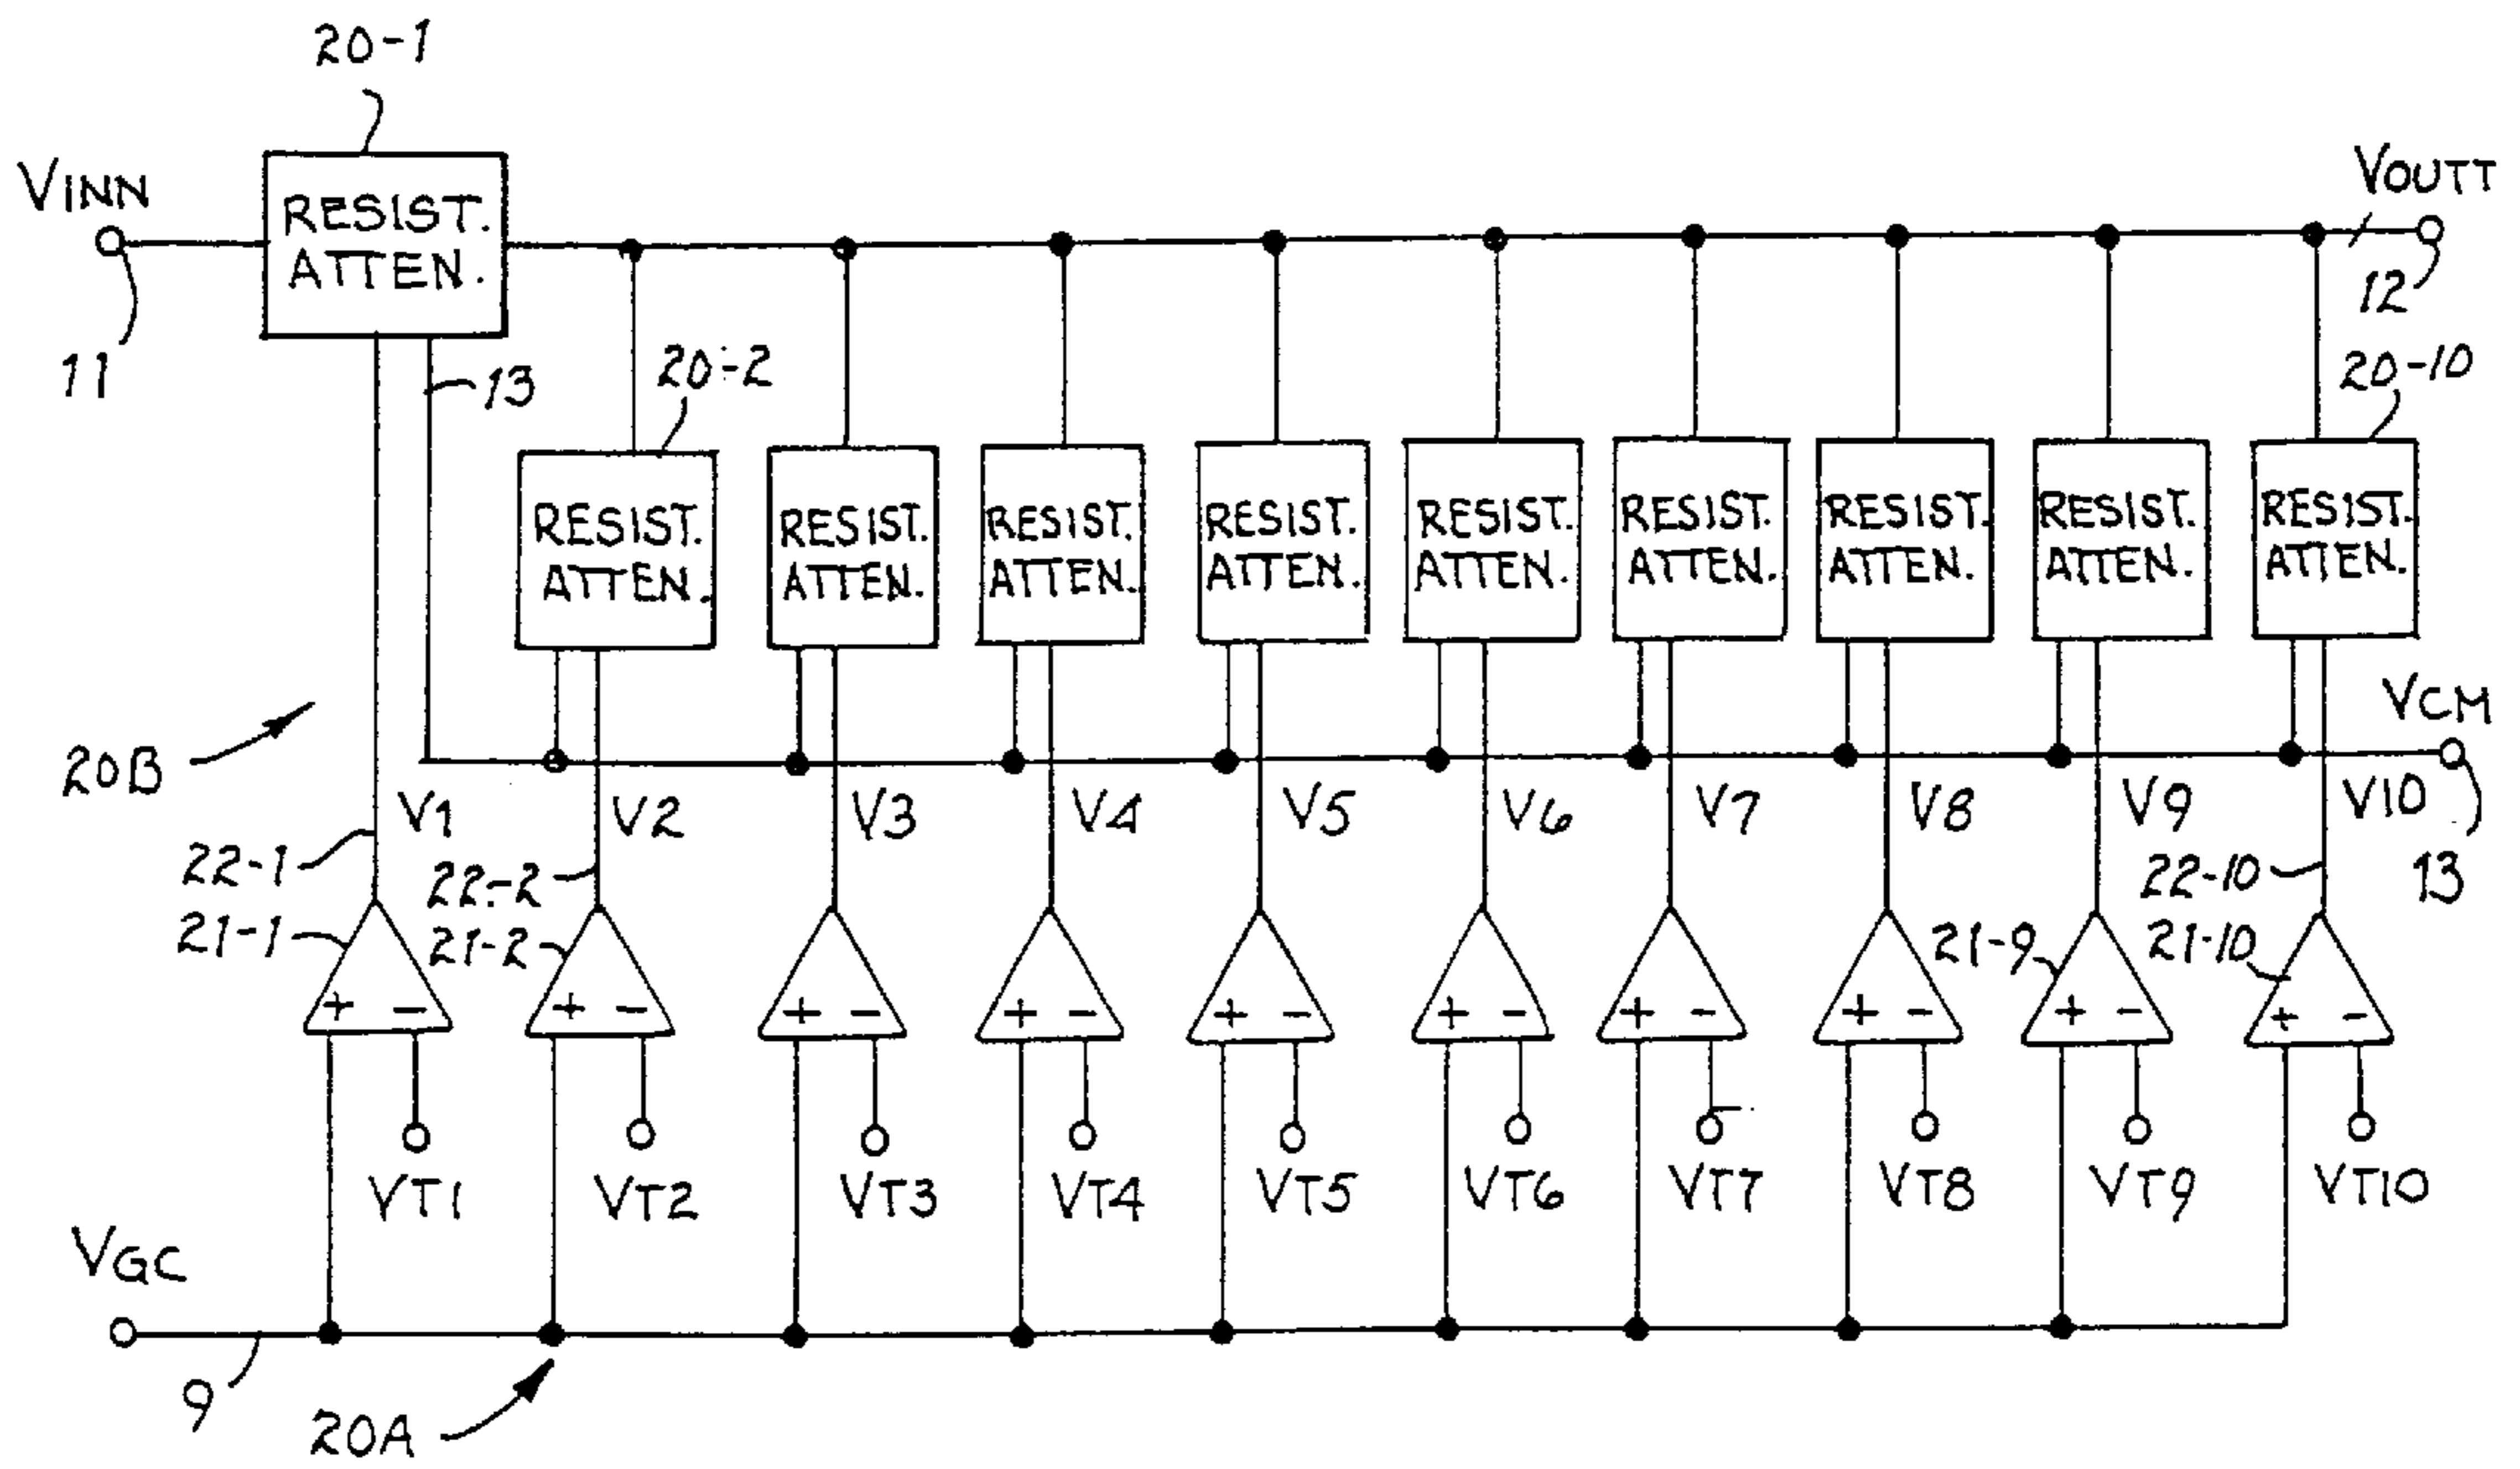 20-1
VINN
RESIST.
ATTEN.
VOUTT
11
12
13
20-2
20-10
RESIST.
ATTEN.
RESIST.
ATTEN.
RESIST.
ATTEN.
RESIST.
ATTEN.
RESIST.
ATTEN.
RESIST.
ATTEN.
RESIST.
ATTEN.
RESIST.
ATTEN.
RESIST.
ATTEN.
VCM
20B
V1
V2
V3
V4
V5
V6
V7
V8
V9
V10
13
22-1
22-2
22-10
21-1
21-2
21-9
21-10
+ -
+ -
+ -
+ -
+ -
+ -
+ -
+ -
+ -
+ -
VT1
VT2
VT3
VT4
VT5
VT6
VT7
VT8
VT9
VT10
VGC
9
20A